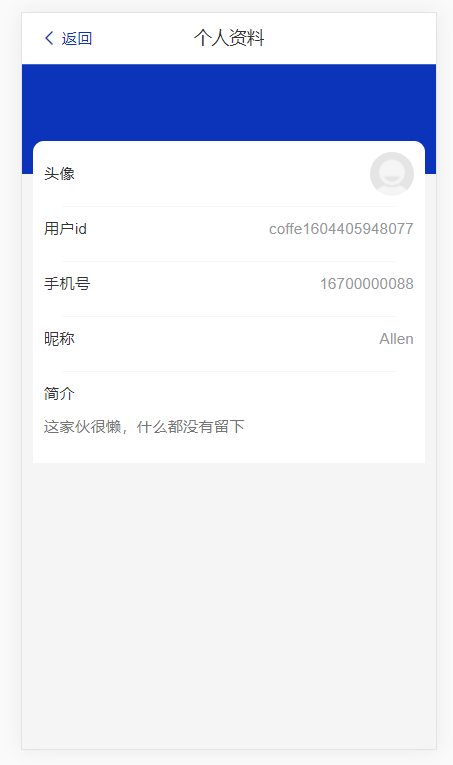 返回
个人资料
头像
用户id coffe1604405948077
手机号 16700000088
昵称 Allen
简介
这家伙很懒，什么都没有留下